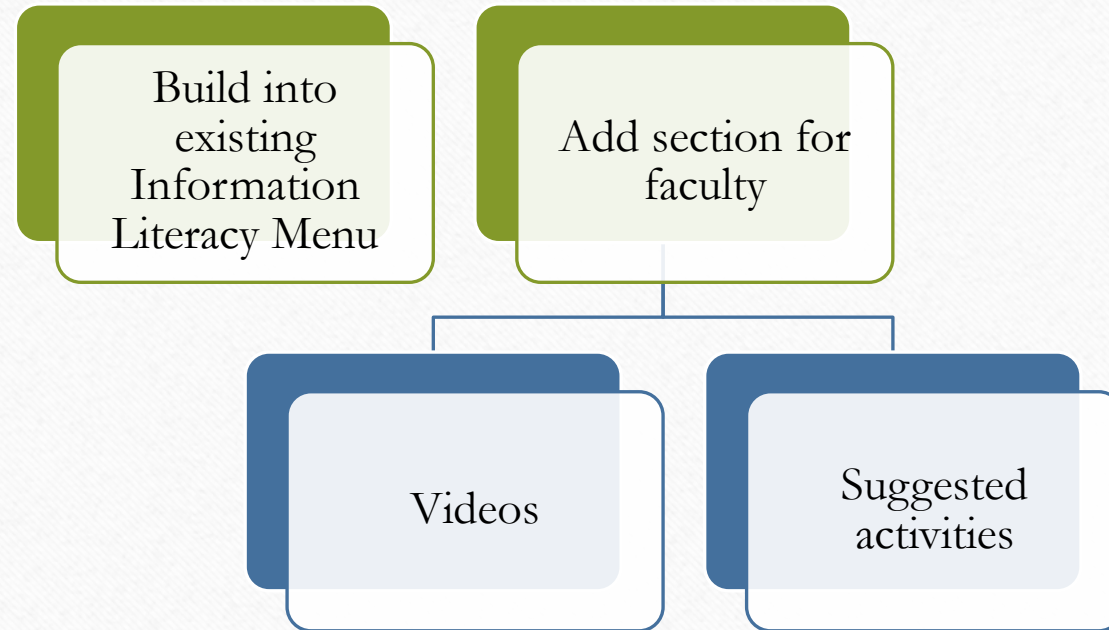 Build into
existing
Information
Literacy Menu
Add section for
faculty
Videos
Suggested
activities